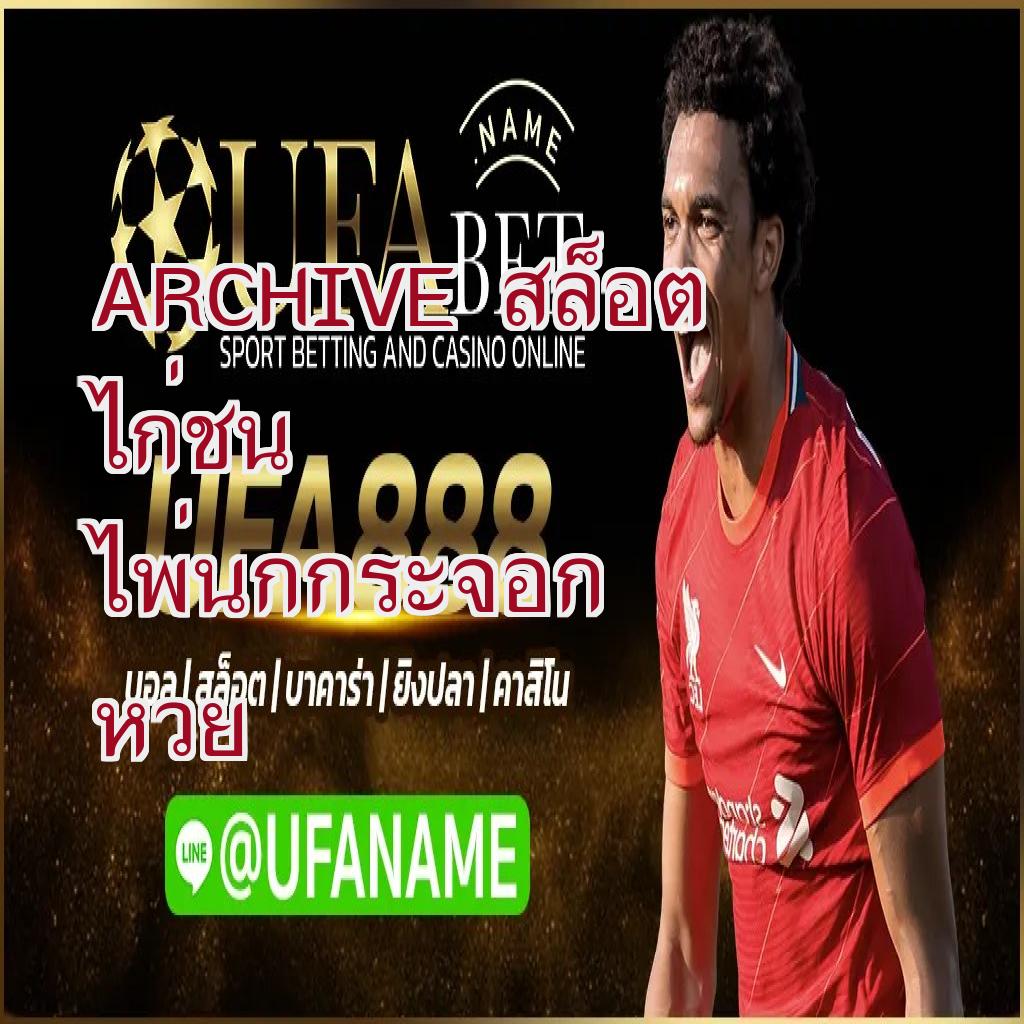 .NAME
UFABET
ARCHIVE สล็อต
SPORT BETTING AND CASINO ONLINE
ไก่ชน
UFA888
ไพ่นกกระจอก
บอล | สล็อต | บาคาร่า | ยิงปลา | คาสิโน
หวย
LINE @UFANAME